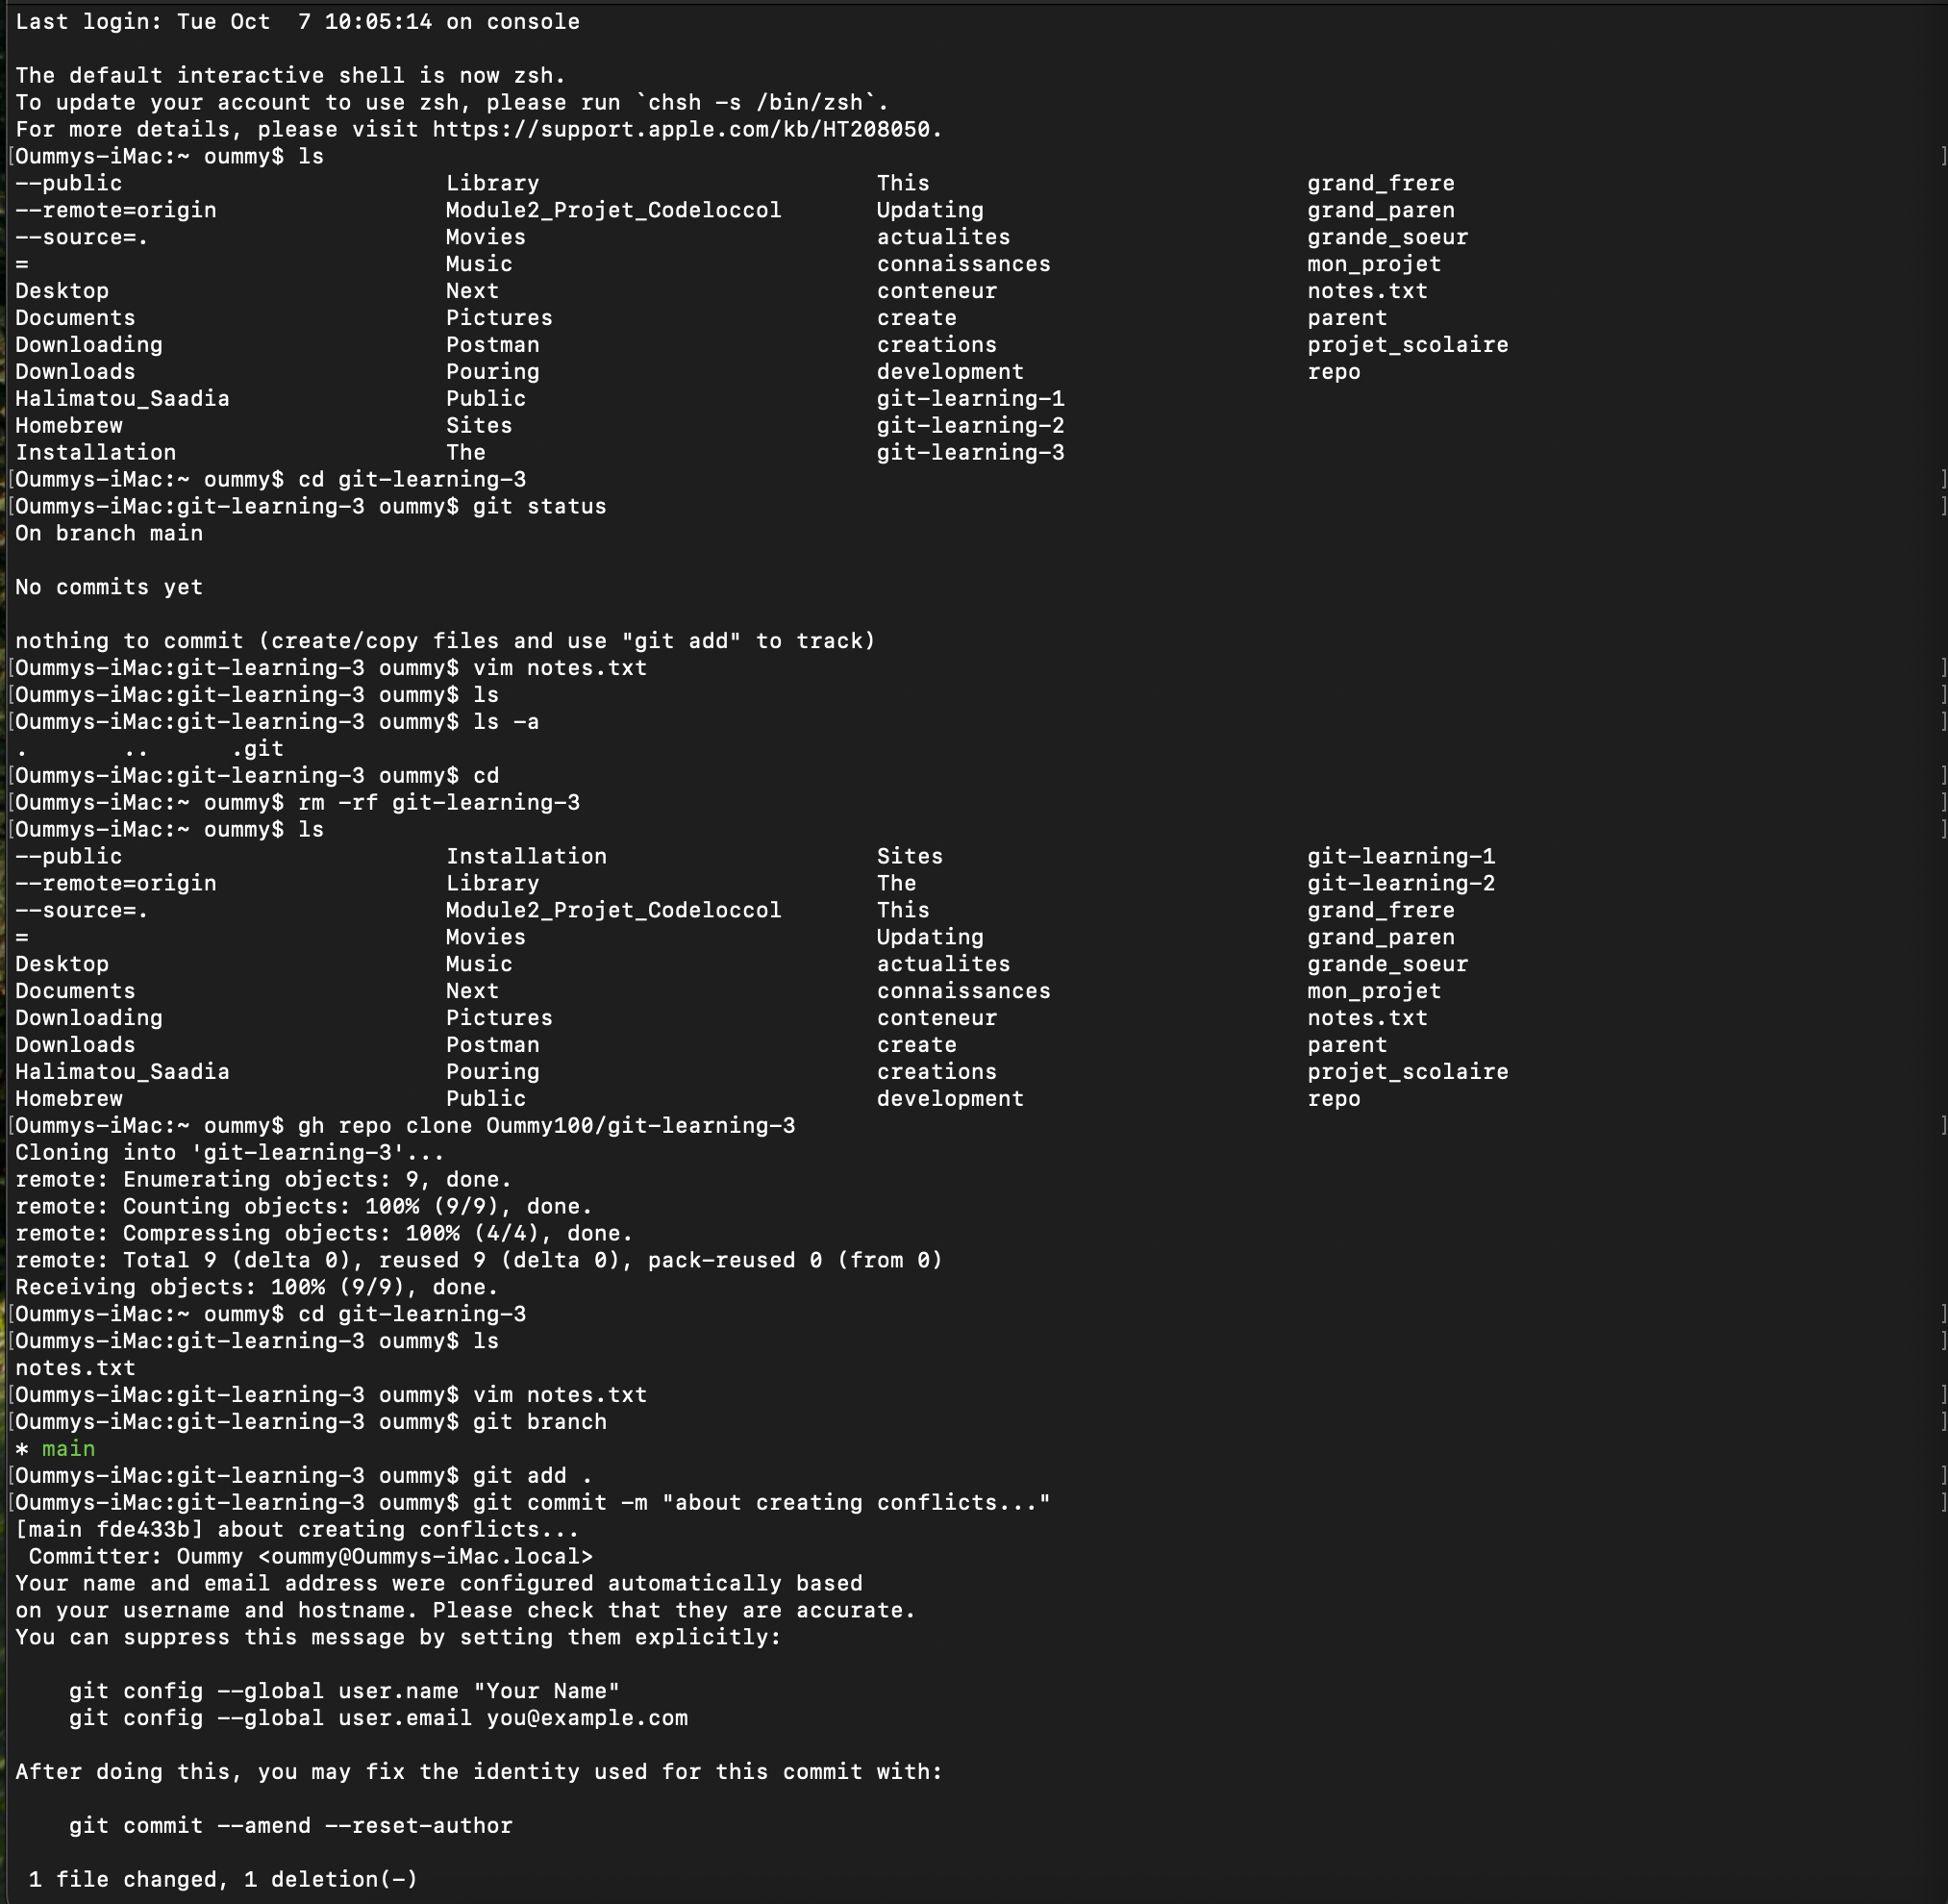 Last login: Tue Oct  7 10:05:14 on console

The default interactive shell is now zsh.
To update your account to use zsh, please run `chsh -s /bin/zsh`.
For more details, please visit https://support.apple.com/kb/HT208050.
[Oummys-iMac:~ oummy$ ls ]
--public                        Library                         This                            grand_frere
--remote=origin                 Module2_Projet_Codeloccol       Updating                        grand_paren
--source=.                      Movies                          actualites                      grande_soeur
=                               Music                           connaissances                   mon_projet
Desktop                         Next                            conteneur                       notes.txt
Documents                       Pictures                        create                          parent
Downloading                     Postman                         creations                       projet_scolaire
Downloads                       Pouring                         development                     repo
Halimatou_Saadia                Public                          git-learning-1
Homebrew                        Sites                           git-learning-2
Installation                    The                             git-learning-3
[Oummys-iMac:~ oummy$ cd git-learning-3 ]
[Oummys-iMac:git-learning-3 oummy$ git status ]
On branch main

No commits yet

nothing to commit (create/copy files and use "git add" to track)
[Oummys-iMac:git-learning-3 oummy$ vim notes.txt ]
[Oummys-iMac:git-learning-3 oummy$ ls ]
[Oummys-iMac:git-learning-3 oummy$ ls -a ]
.       ..      .git
[Oummys-iMac:git-learning-3 oummy$ cd ]
[Oummys-iMac:~ oummy$ rm -rf git-learning-3 ]
[Oummys-iMac:~ oummy$ ls ]
--public                        Installation                    Sites                           git-learning-1
--remote=origin                 Library                         The                             git-learning-2
--source=.                      Module2_Projet_Codeloccol       This                            grand_frere
=                               Movies                          Updating                        grand_paren
Desktop                         Music                           actualites                      grande_soeur
Documents                       Next                            connaissances                   mon_projet
Downloading                     Pictures                        conteneur                       notes.txt
Downloads                       Postman                         create                          parent
Halimatou_Saadia                Pouring                         creations                       projet_scolaire
Homebrew                        Public                          development                     repo
[Oummys-iMac:~ oummy$ gh repo clone Oummy100/git-learning-3 ]
Cloning into 'git-learning-3'...
remote: Enumerating objects: 9, done.
remote: Counting objects: 100% (9/9), done.
remote: Compressing objects: 100% (4/4), done.
remote: Total 9 (delta 0), reused 9 (delta 0), pack-reused 0 (from 0)
Receiving objects: 100% (9/9), done.
[Oummys-iMac:~ oummy$ cd git-learning-3 ]
[Oummys-iMac:git-learning-3 oummy$ ls ]
notes.txt
[Oummys-iMac:git-learning-3 oummy$ vim notes.txt ]
[Oummys-iMac:git-learning-3 oummy$ git branch ]
* main
[Oummys-iMac:git-learning-3 oummy$ git add . ]
[Oummys-iMac:git-learning-3 oummy$ git commit -m "about creating conflicts..." ]
[main fde433b] about creating conflicts...
 Committer: Oummy <oummy@Oummys-iMac.local>
Your name and email address were configured automatically based
on your username and hostname. Please check that they are accurate.
You can suppress this message by setting them explicitly:

    git config --global user.name "Your Name"
    git config --global user.email you@example.com

After doing this, you may fix the identity used for this commit with:

    git commit --amend --reset-author

 1 file changed, 1 deletion(-)